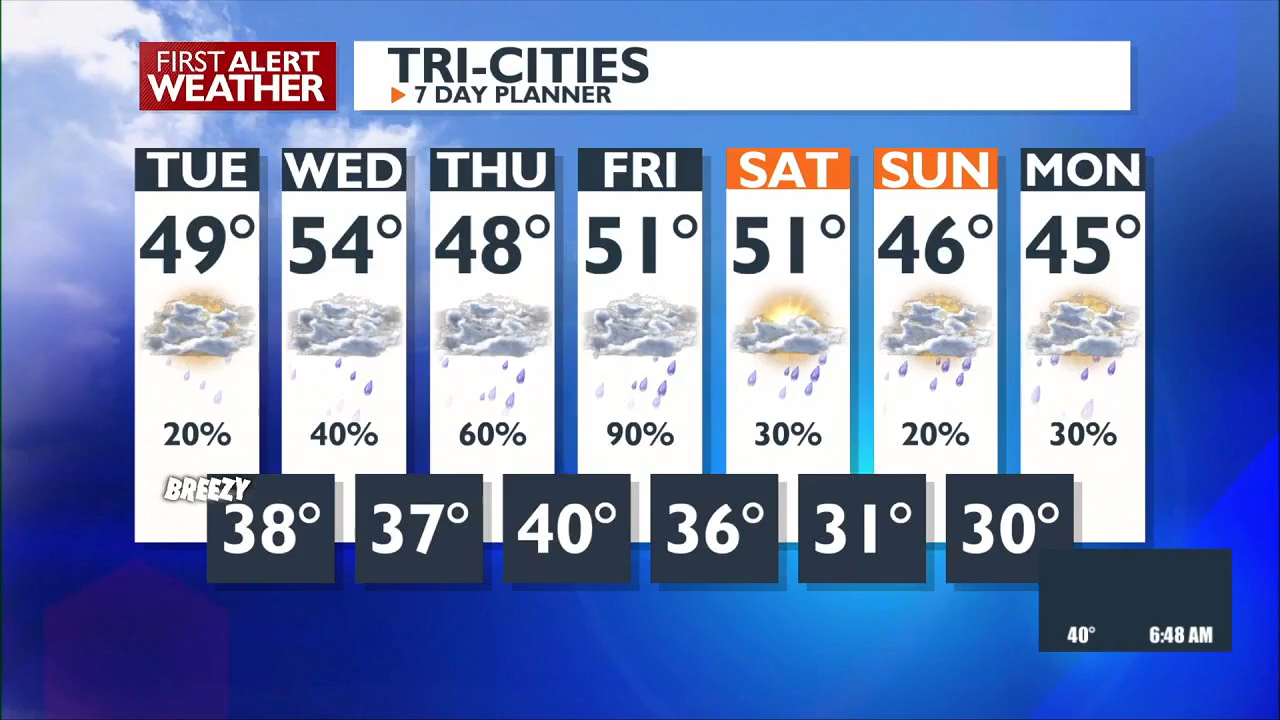 FIRST ALERT
WEATHER
TRI-CITIES
7 DAY PLANNER
TUE WED THU FRI SAT SUN MON
49° 54° 48° 51° 51° 46° 45°
20% 40% 60% 90% 30% 20% 30%
BREEZY
38° 37° 40° 36° 31° 30°
40° 6:48 AM